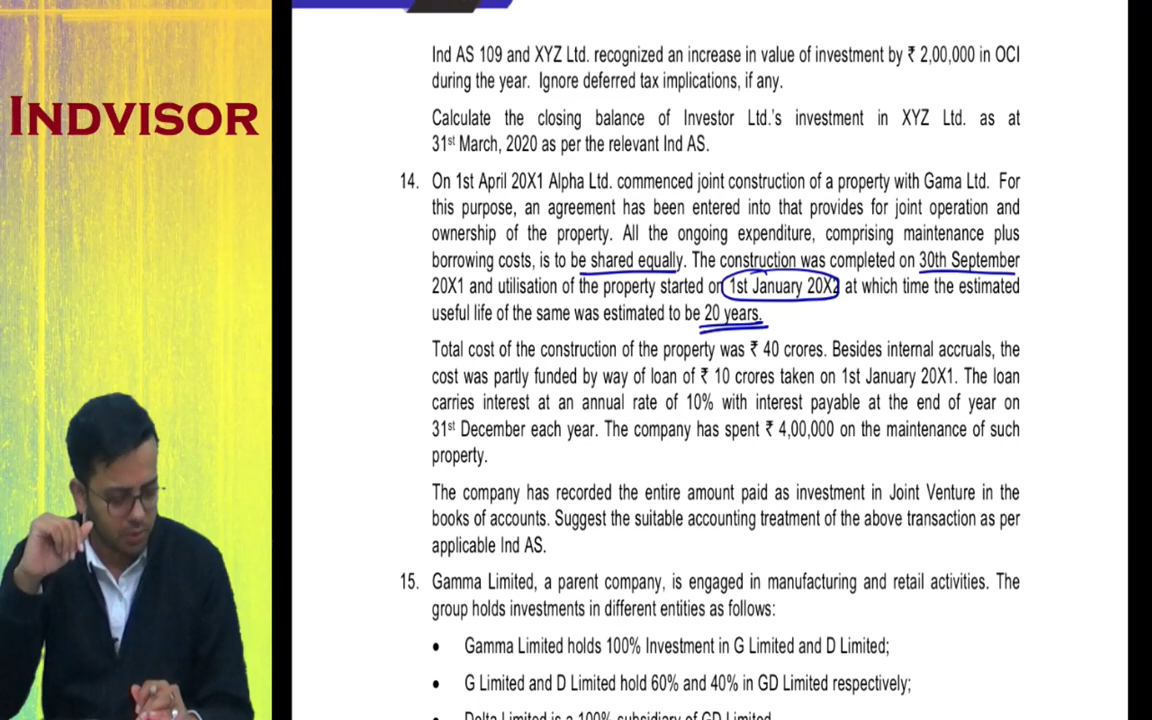 INDVISOR
Ind AS 109 and XYZ Ltd. recognized an increase in value of investment by ₹ 2,00,000 in OCI
during the year. Ignore deferred tax implications, if any.
Calculate the closing balance of Investor Ltd.'s investment in XYZ Ltd. as at
31st March, 2020 as per the relevant Ind AS.
14. On 1st April 20X1 Alpha Ltd. commenced joint construction of a property with Gama Ltd. For
this purpose, an agreement has been entered into that provides for joint operation and
ownership of the property. All the ongoing expenditure, comprising maintenance plus
borrowing costs, is to be shared equally. The construction was completed on 30th September
20X1 and utilisation of the property started on 1st January 20X2 at which time the estimated
useful life of the same was estimated to be 20 years.
Total cost of the construction of the property was ₹ 40 crores. Besides internal accruals, the
cost was partly funded by way of loan of ₹ 10 crores taken on 1st January 20X1. The loan
carries interest at an annual rate of 10% with interest payable at the end of year on
31st December each year. The company has spent ₹ 4,00,000 on the maintenance of such
property.
The company has recorded the entire amount paid as investment in Joint Venture in the
books of accounts. Suggest the suitable accounting treatment of the above transaction as per
applicable Ind AS.
15. Gamma Limited, a parent company, is engaged in manufacturing and retail activities. The
group holds investments in different entities as follows:
• Gamma Limited holds 100% Investment in G Limited and D Limited;
• G Limited and D Limited hold 60% and 40% in GD Limited respectively;
• Delta Limited is a 100% subsidiary of GD Limited